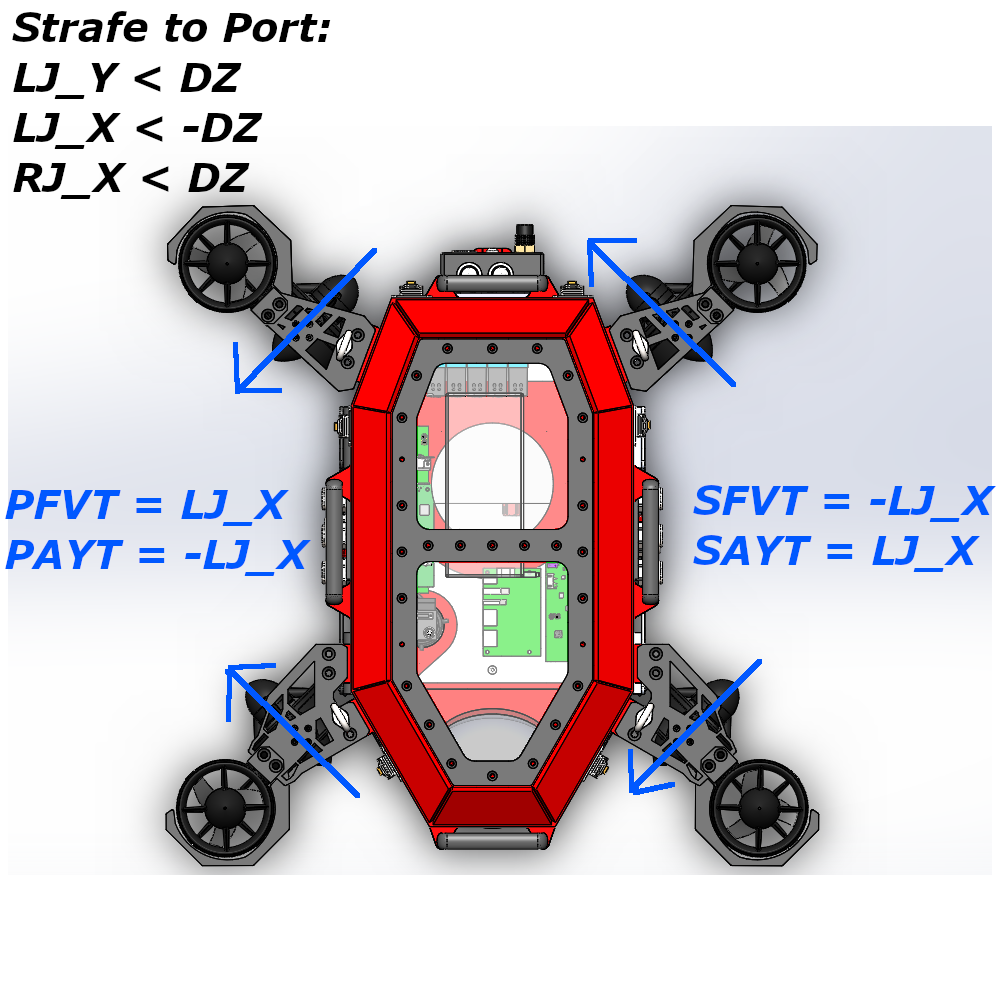 Strafe to Port:
LJ_Y < DZ
LJ_X < -DZ
RJ_X < DZ
PFVT = LJ_X
PAYT = -LJ_X
SFVT = -LJ_X
SAYT = LJ_X